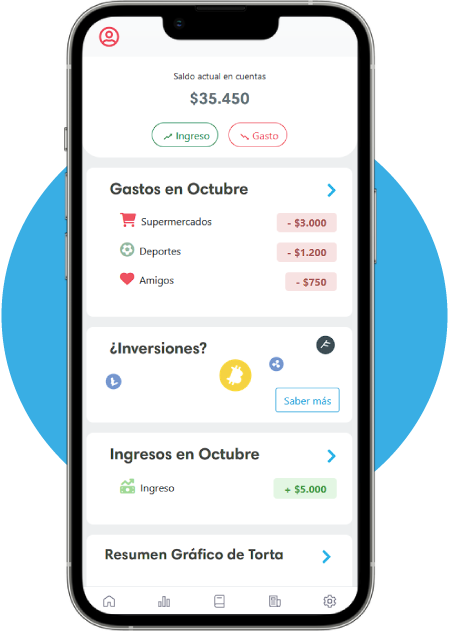 Saldo actual en cuentas
$35.450
Ingreso
Gasto
Gastos en Octubre
Supermercados
- $3.000
Deportes
- $1.200
Amigos
- $750
¿Inversiones?
Saber más
Ingresos en Octubre
Ingreso
+ $5.000
Resumen Gráfico de Torta